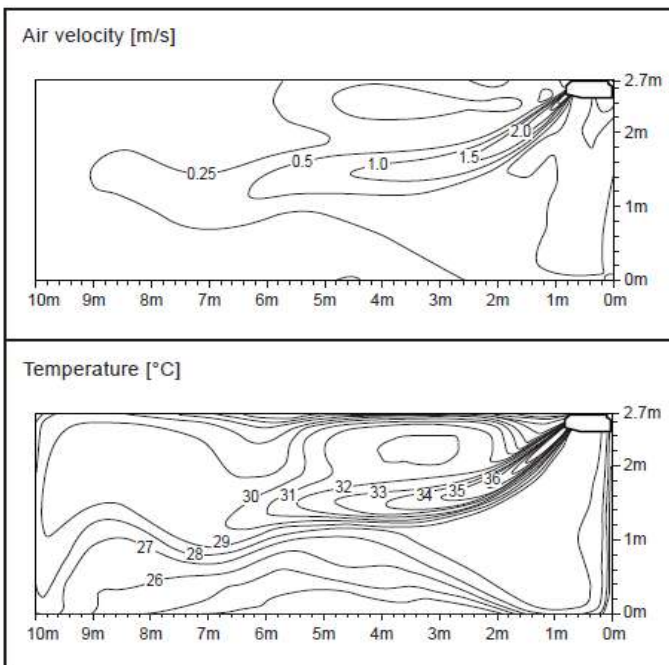 Air velocity [m/s]
2.7m
2.0
2m
1.5
0.5
1.0
0.25
1m
0m
10m 9m 8m 7m 6m 5m 4m 3m 2m 1m 0m
Temperature [°C]
2.7m
2m
36
35
34
33
32
31
30
29
28
27
26
1m
0m
10m 9m 8m 7m 6m 5m 4m 3m 2m 1m 0m